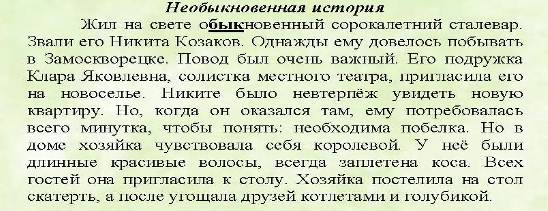 Необыкновенная история
Жил на свете обыкновенный сорокалетний сталевар.
Звали его Никита Козаков. Однажды ему довелось побывать
в Замоскворецке. Повод был очень важный. Его подружка
Клара Яковлевна, солистка местного театра, пригласила его
на новоселье. Никите было невтерпёж увидеть новую
квартиру. Но, когда он оказался там, ему потребовалась
всего минутка, чтобы понять: необходима побелка. Но в
доме хозяйка чувствовала себя королевой. У неё были
длинные красивые волосы, всегда заплетена коса. Всех
гостей она пригласила к столу. Хозяйка постелила на стол
скатерть, а после угощала друзей котлетами и голубикой.